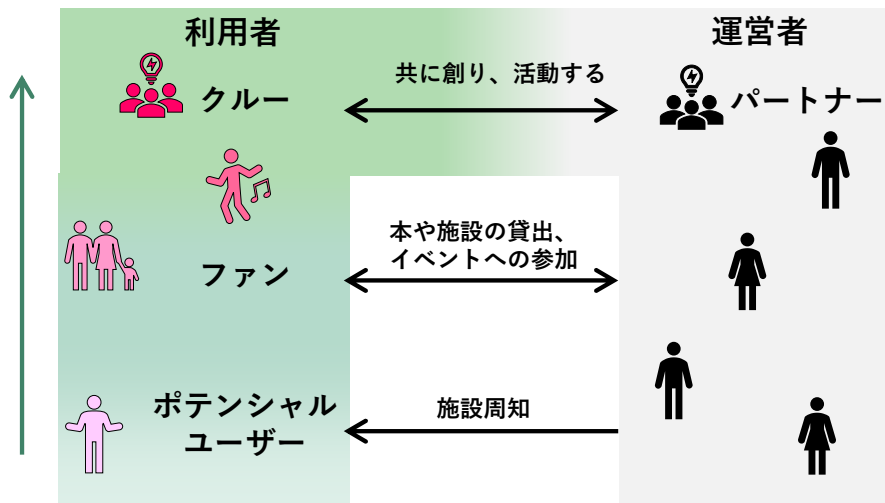 利用者
運営者
クルー
共に創り、活動する
パートナー
ファン
本や施設の貸出、
イベントへの参加
ポテンシャル
ユーザー
施設周知